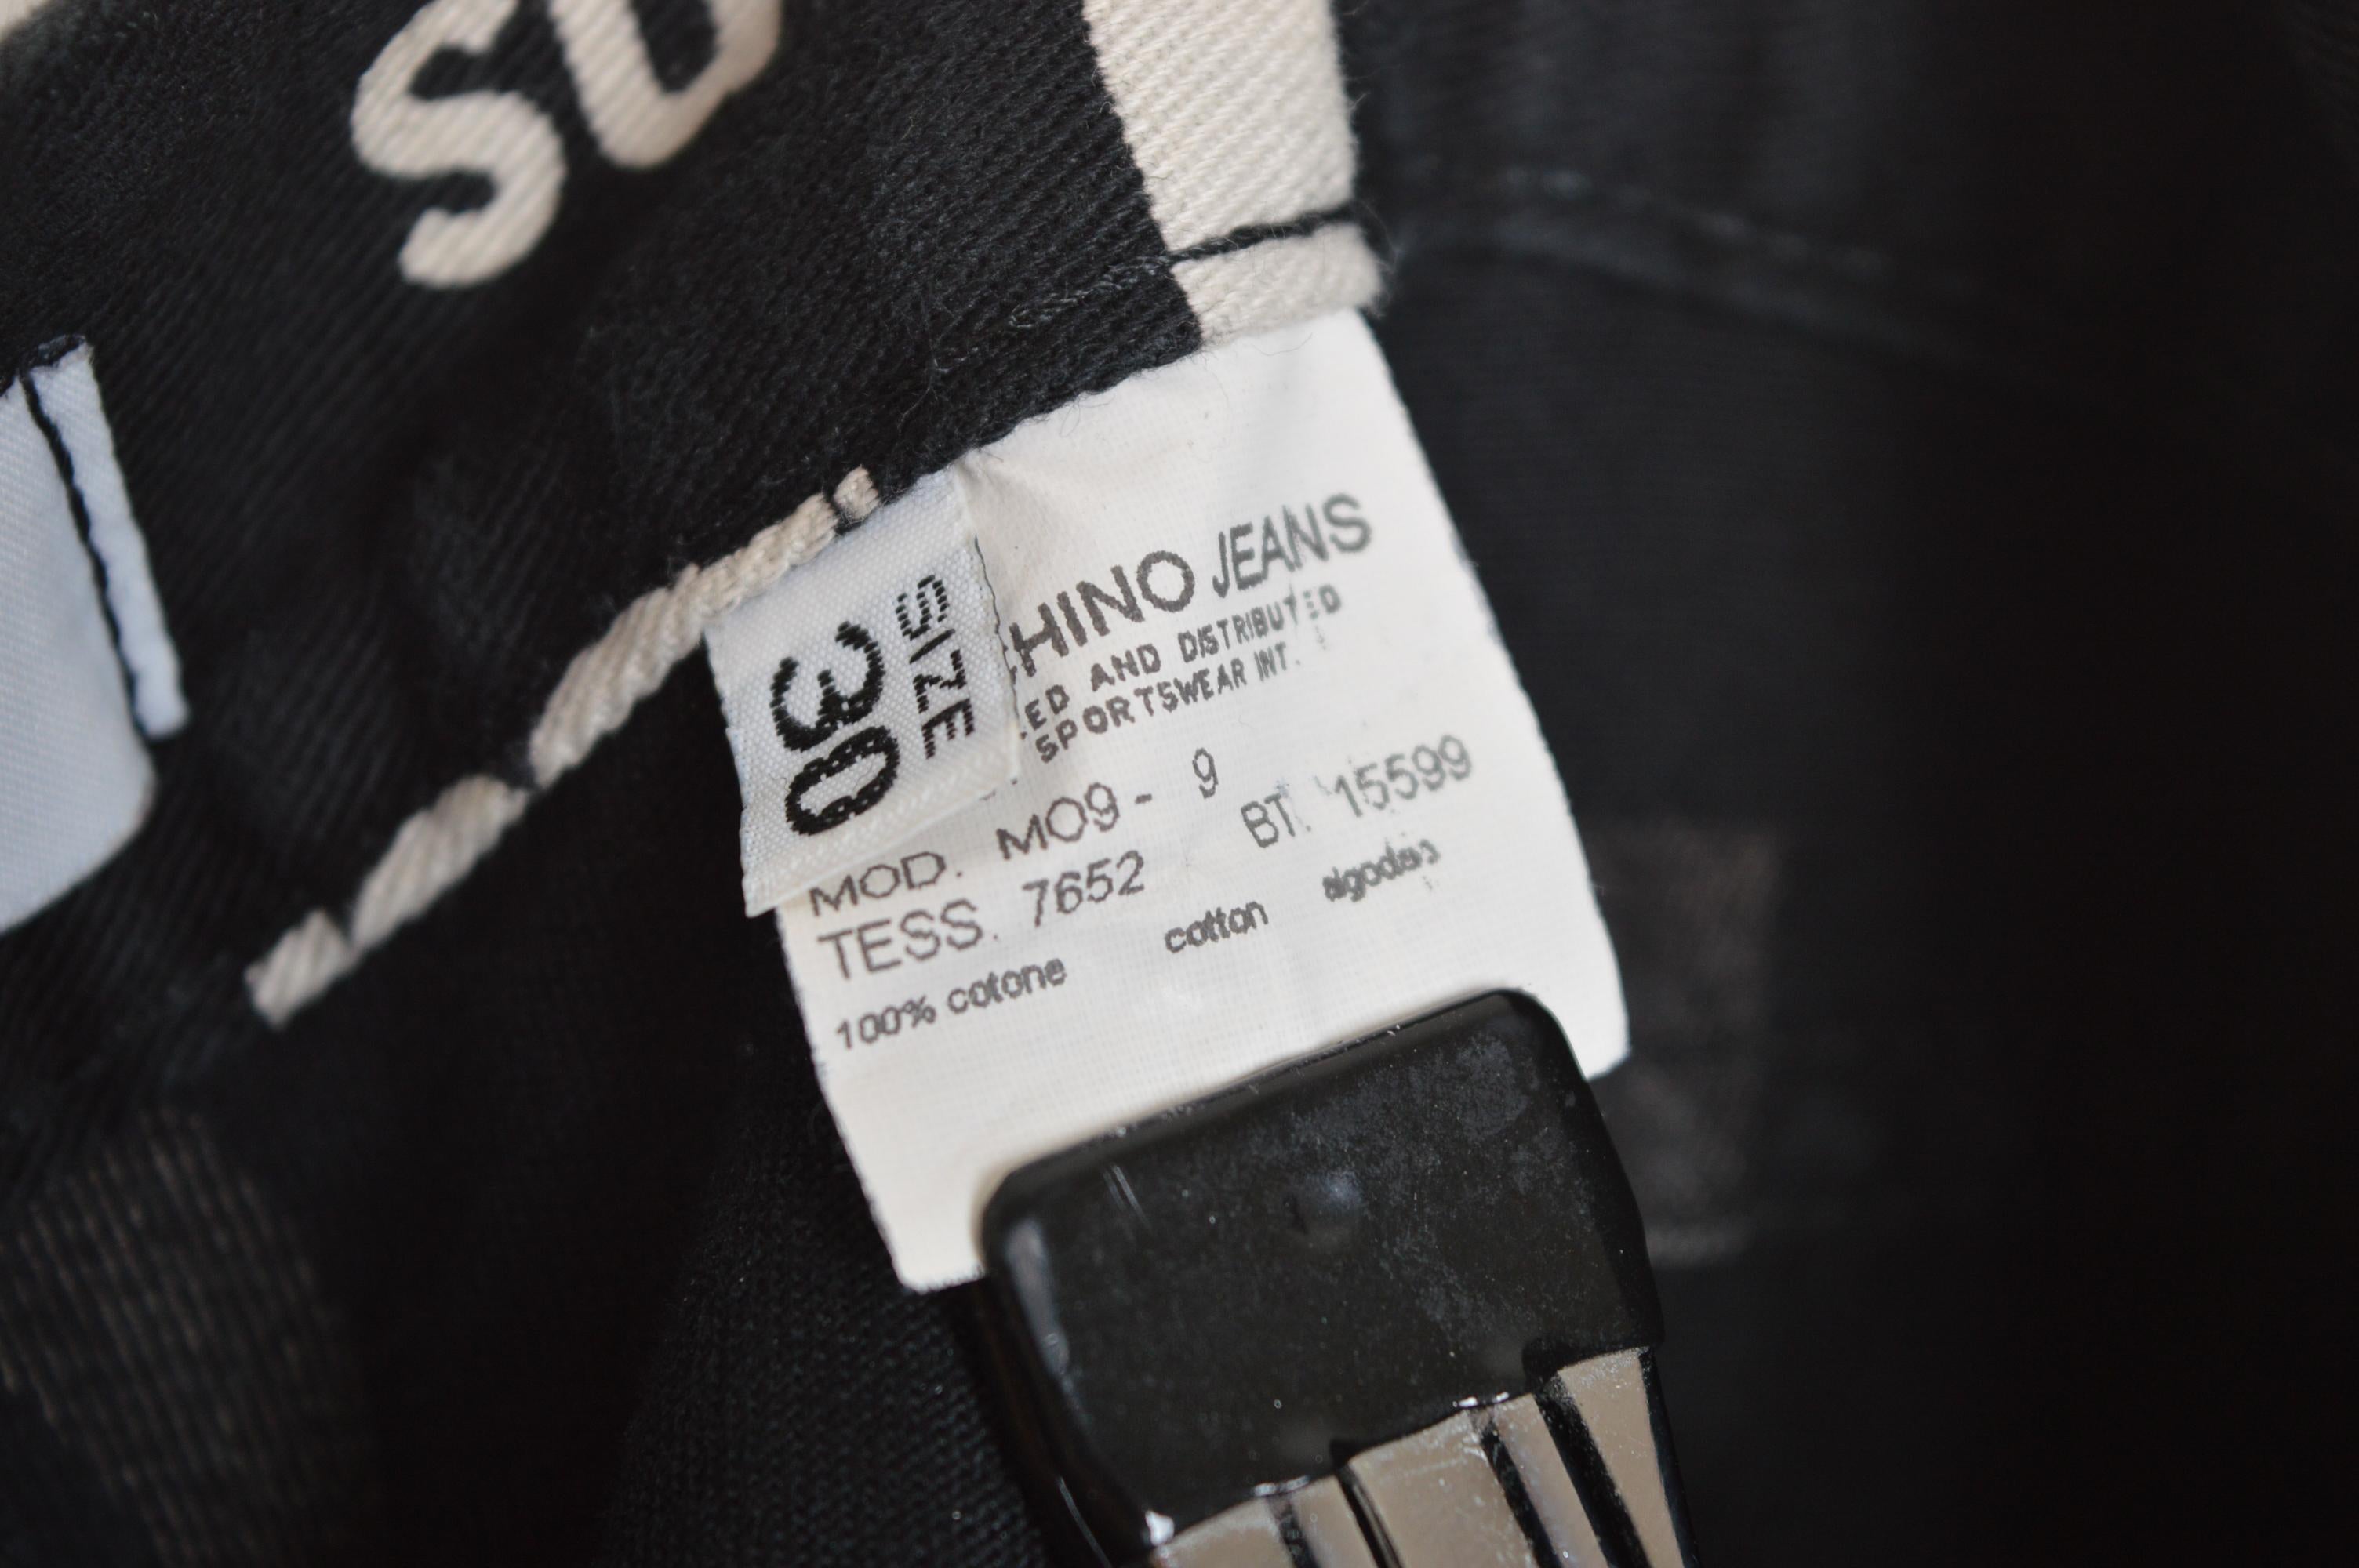 SU
SIZE
30
HINO JEANS
ED AND DISTRIBUTED
SPORTSWEAR INT.
MOD. MO9 - 9
TESS. 7652 BT. 15599
100% cotone cotton